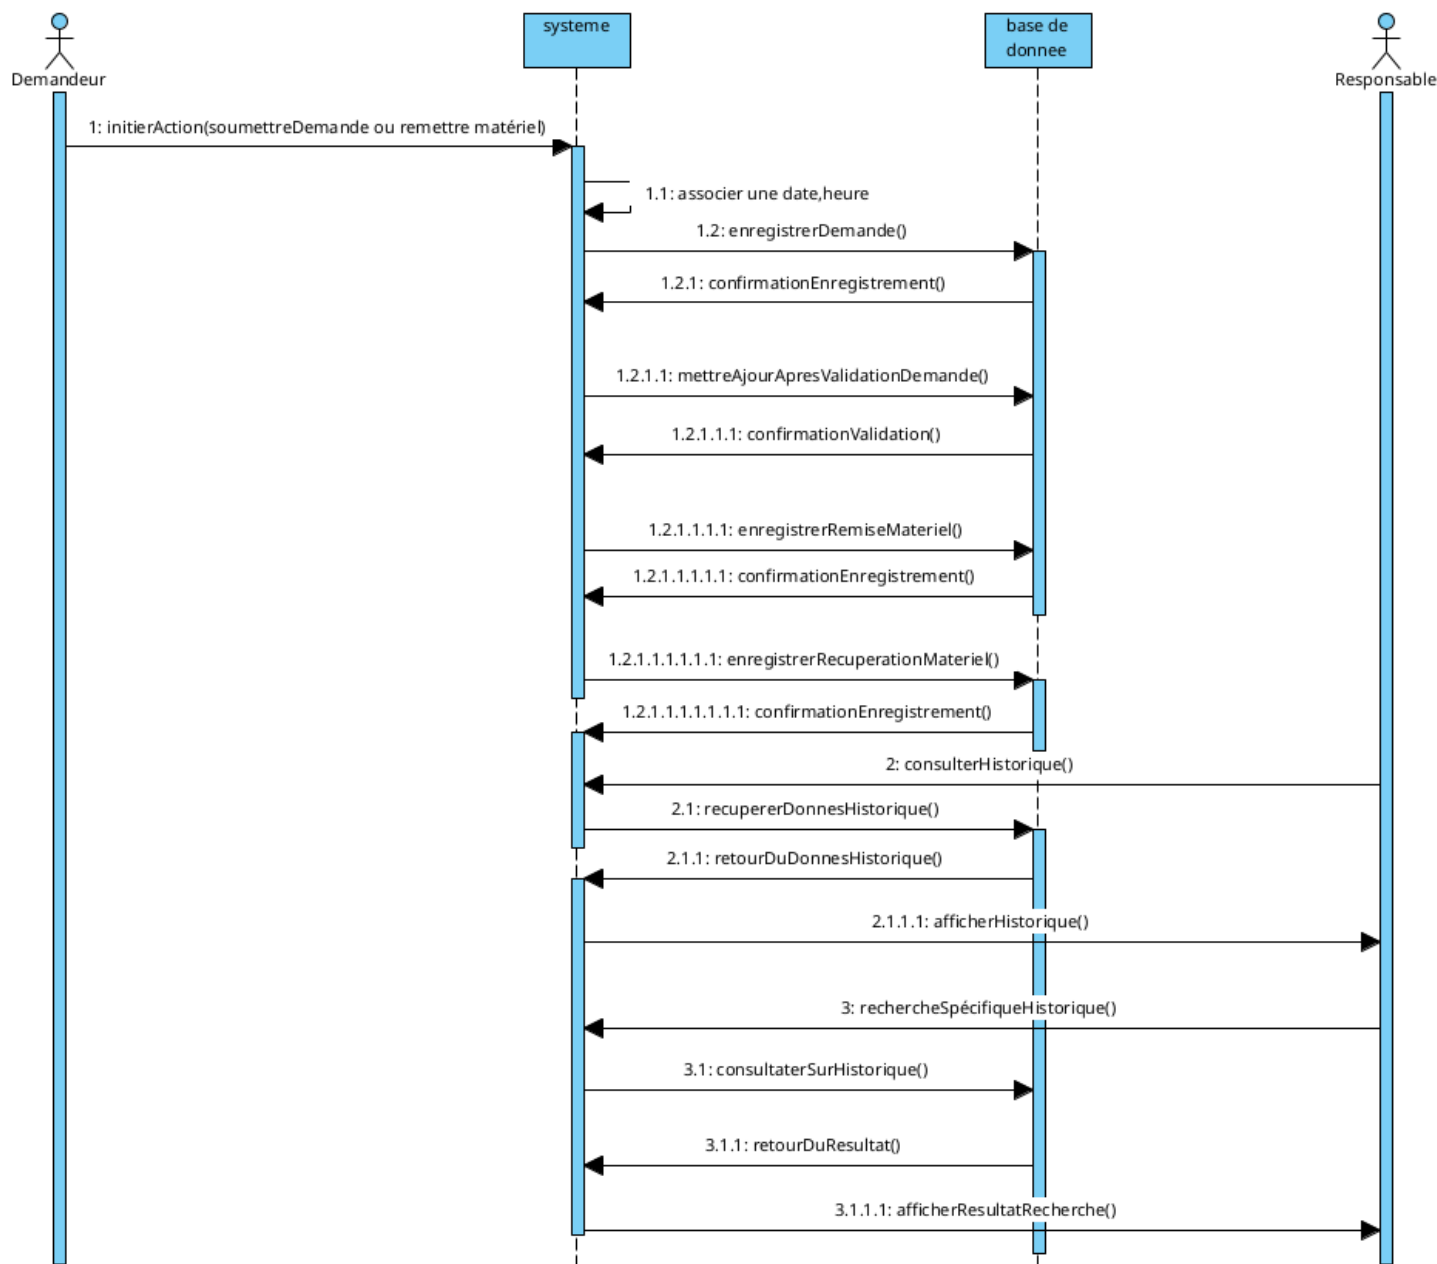 systeme
base de
donnee
Demandeur
Responsable
1: initierAction(soumettreDemande ou remettre matériel)
1.1: associer une date,heure
1.2: enregistrerDemande()
1.2.1: confirmationEnregistrement()
1.2.1.1: mettreAjourApresValidationDemande()
1.2.1.1.1: confirmationValidation()
1.2.1.1.1.1: enregistrerRemiseMateriel()
1.2.1.1.1.1.1: confirmationEnregistrement()
1.2.1.1.1.1.1.1: enregistrerRecuperationMateriel()
1.2.1.1.1.1.1.1.1: confirmationEnregistrement()
2: consulterHistorique()
2.1: recupererDonnesHistorique()
2.1.1: retourDuDonnesHistorique()
2.1.1.1: afficherHistorique()
3: rechercheSpécifiqueHistorique()
3.1: consultaterSurHistorique()
3.1.1: retourDuResultat()
3.1.1.1: afficherResultatRecherche()